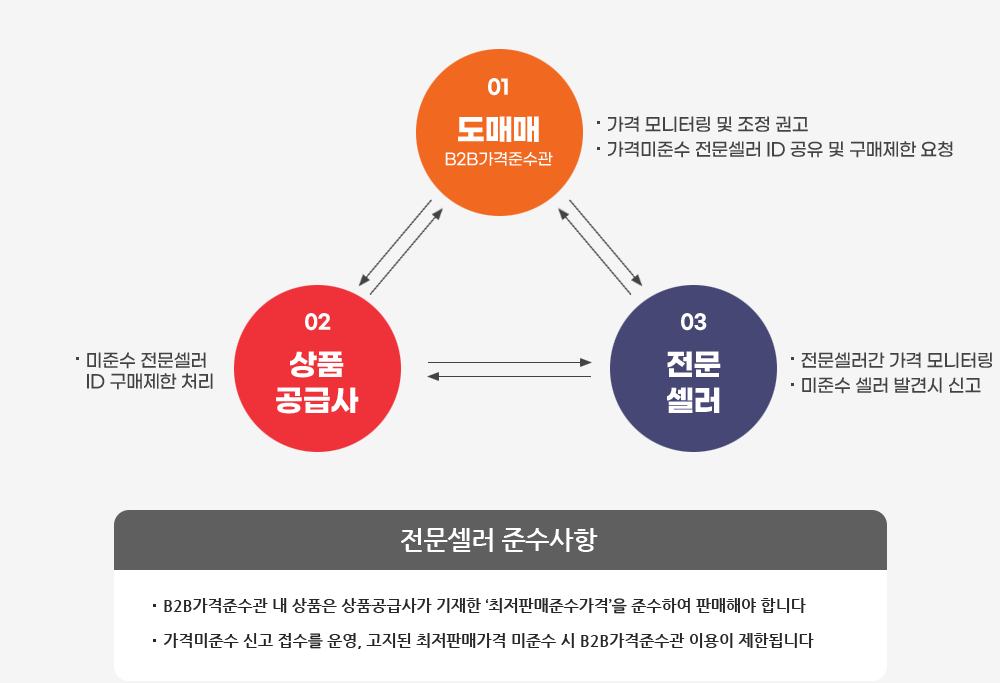 01
도매매
B2B가격준수관
· 가격 모니터링 및 조정 권고
· 가격미준수 전문셀러 ID 공유 및 구매제한 요청
02
상품
공급사
· 미준수 전문셀러
ID 구매제한 처리
03
전문
셀러
· 전문셀러간 가격 모니터링
· 미준수 셀러 발견시 신고
전문셀러 준수사항
· B2B가격준수관 내 상품은 상품공급사가 기재한 ‘최저판매준수가격’을 준수하여 판매해야 합니다
· 가격미준수 신고 접수를 운영, 고지된 최저판매가격 미준수 시 B2B가격준수관 이용이 제한됩니다